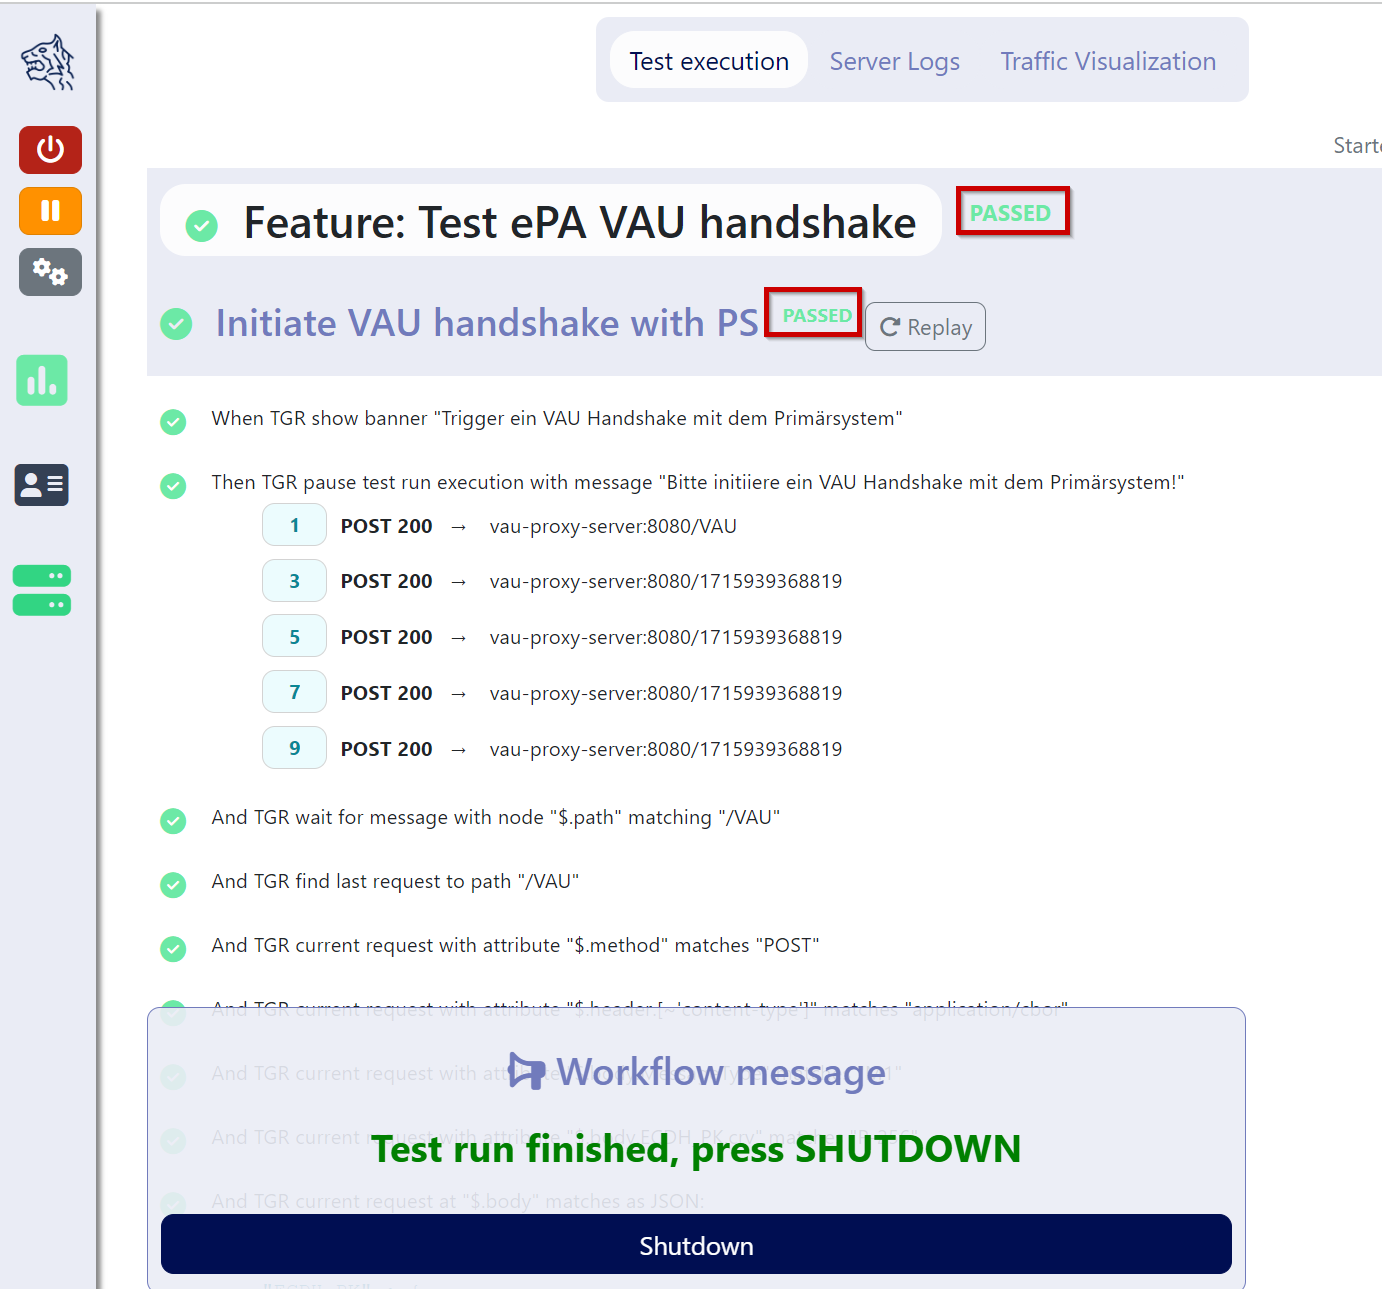 Test execution Server Logs Traffic Visualization
Starte
Feature: Test ePA VAU handshake PASSED
Initiate VAU handshake with PS PASSED Replay
When TGR show banner "Trigger ein VAU Handshake mit dem Primärsystem"
Then TGR pause test run execution with message "Bitte initiiere ein VAU Handshake mit dem Primärsystem!"
1 POST 200 → vau-proxy-server:8080/VAU
3 POST 200 → vau-proxy-server:8080/1715939368819
5 POST 200 → vau-proxy-server:8080/1715939368819
7 POST 200 → vau-proxy-server:8080/1715939368819
9 POST 200 → vau-proxy-server:8080/1715939368819
And TGR wait for message with node "$.path" matching "/VAU"
And TGR find last request to path "/VAU"
And TGR current request with attribute "$.method" matches "POST"
And TGR current request with attribute "$.header.[~'content-type']" matches "application/cbor"
And TGR current request with
Workflow message
And TGR current request with attribute
Test run finished, press SHUTDOWN
And TGR current request at "$.body" matches as JSON:
Shutdown